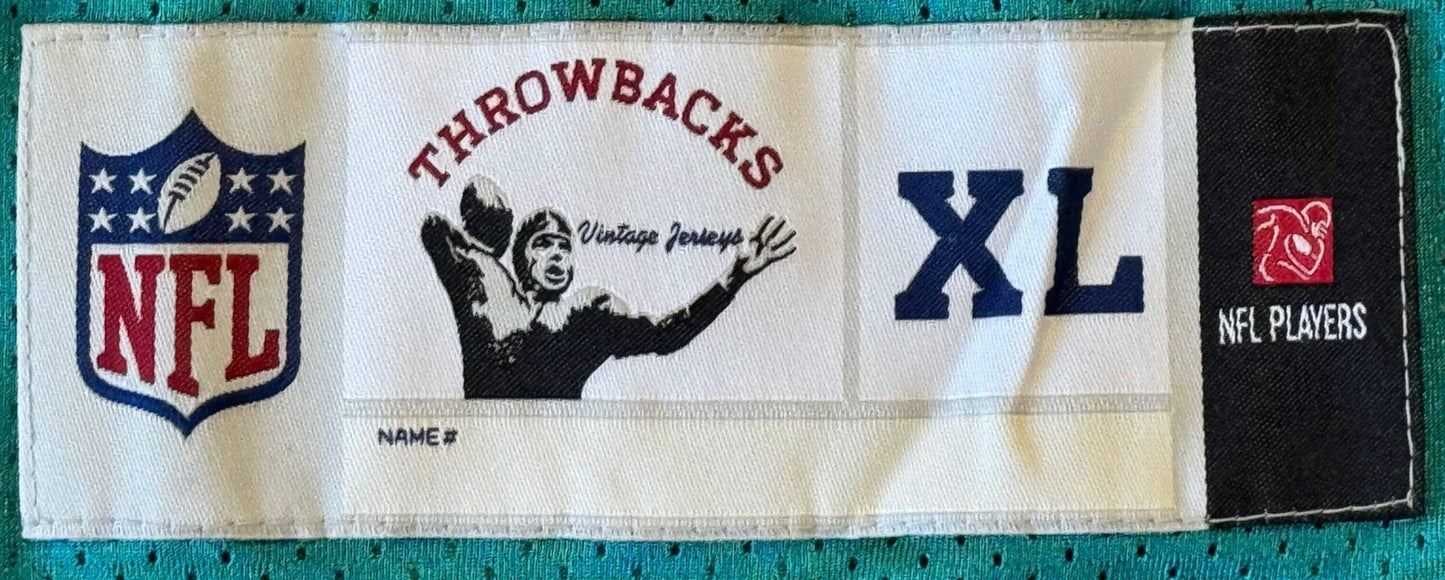 NFL
THROWBACKS
Vintage Jerseys
XL
NFL PLAYERS
NAME#